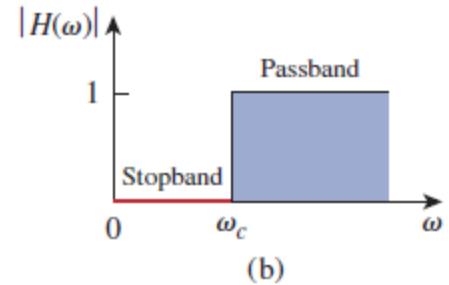 |H(ω)|
Passband
1
Stopband
0 ω_c ω
(b)